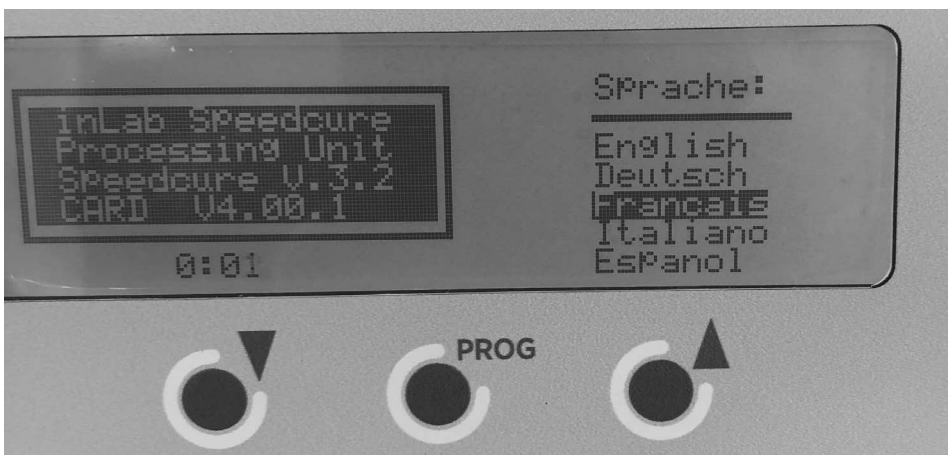 inLab Speedcure
Processing Unit
Speedcure V.3.2
CARD V4.00.1
0:01
Sprache:
English
Deutsch
Francais
Italiano
Espanol
PROG